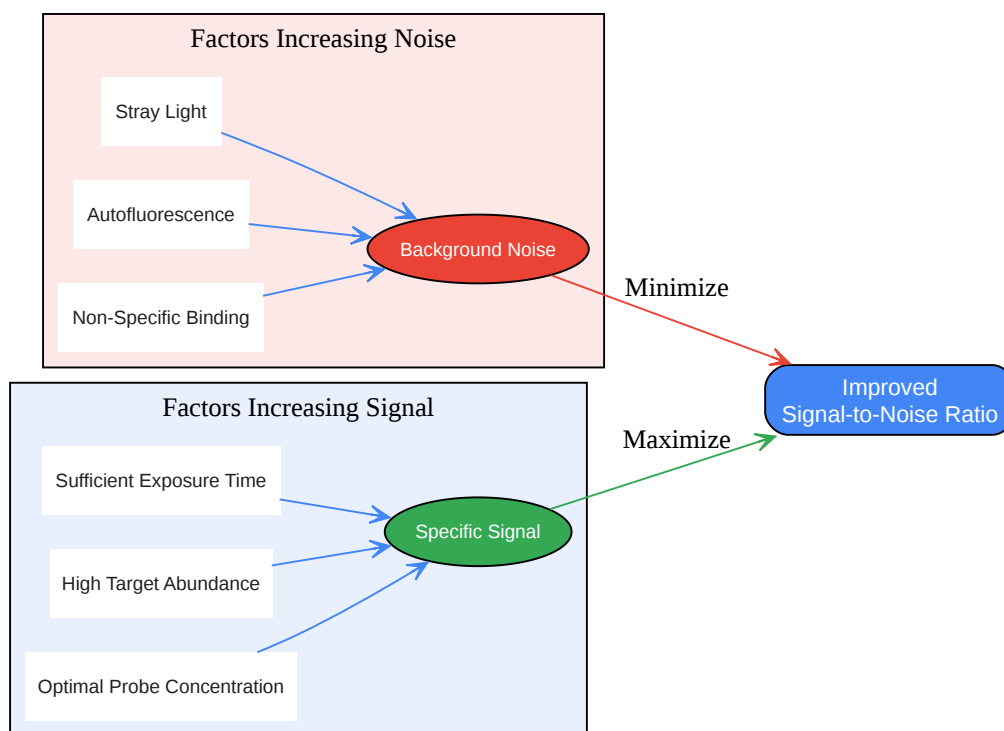 Factors Increasing Noise
Stray Light
Autofluorescence
Non-Specific Binding
Background Noise
Minimize
Factors Increasing Signal
Sufficient Exposure Time
High Target Abundance
Optimal Probe Concentration
Specific Signal
Maximize
Improved
Signal-to-Noise Ratio